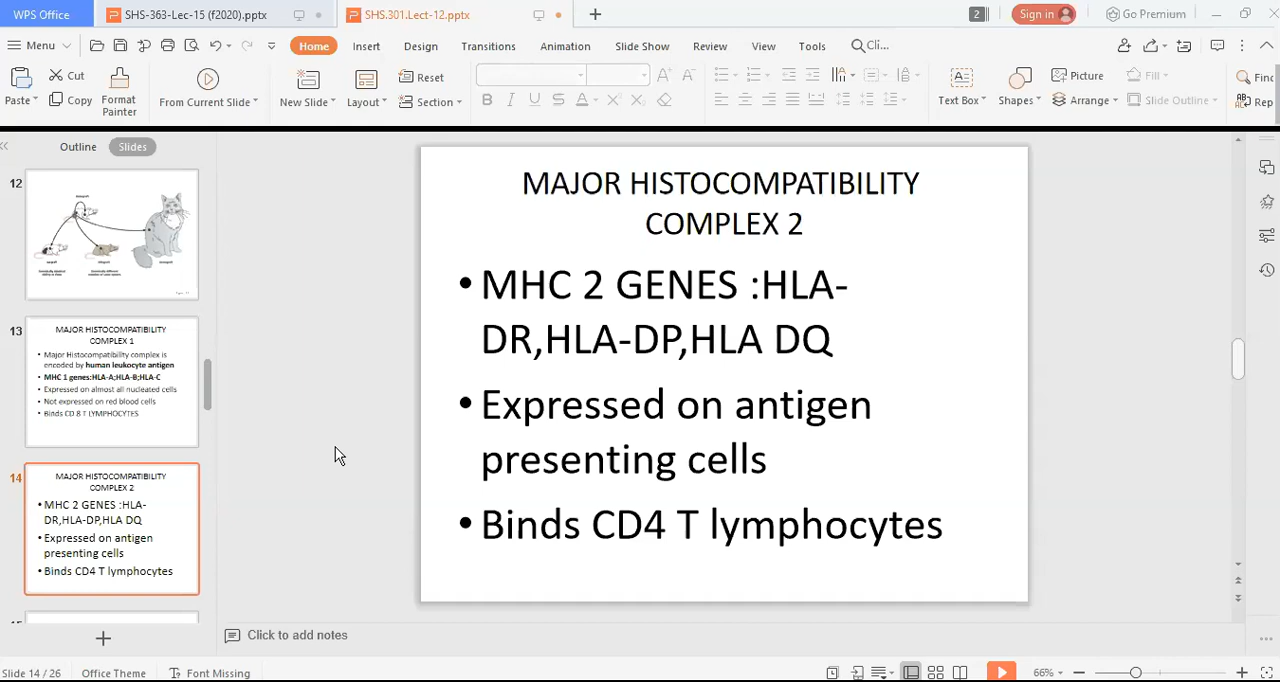 WPS Office
SHS-363-Lec-15 (f2020).pptx
SHS.301.Lect-12.pptx
2
Sign in
Go Premium
Menu
Home
Insert
Design
Transitions
Animation
Slide Show
Review
View
Tools
Cli...
Paste
Cut
Copy
Format
Painter
From Current Slide
New Slide
Layout
Reset
Section
B I U S A X² X₂
Text Box
Shapes
Picture
Arrange
Fill
Slide Outline
Outline
Slides
12
13
MAJOR HISTOCOMPATIBILITY
COMPLEX 1
• Major Histocompatibility complex is
encoded by human leukocyte antigen
• MHC 1 genes:HLA-A;HLA-B;HLA-C
• Expressed on almost all nucleated cells
• Not expressed on red blood cells
• Binds CD 8 T LYMPHOCYTES
14
MAJOR HISTOCOMPATIBILITY
COMPLEX 2
• MHC 2 GENES :HLA-
DR,HLA-DP,HLA DQ
• Expressed on antigen
presenting cells
• Binds CD4 T lymphocytes
MAJOR HISTOCOMPATIBILITY
COMPLEX 2
• MHC 2 GENES :HLA-
DR,HLA-DP,HLA DQ
• Expressed on antigen
presenting cells
• Binds CD4 T lymphocytes
Click to add notes
Slide 14 / 26
Office Theme
Font Missing
66%